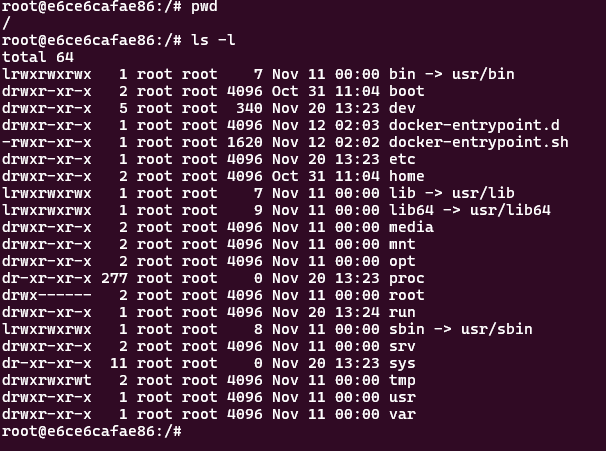 root@e6ce6cafae86:/# pwd
/
root@e6ce6cafae86:/# ls -l
total 64
lrwxrwxrwx   1 root root    7 Nov 11 00:00 bin -> usr/bin
drwxr-xr-x   2 root root 4096 Oct 31 11:04 boot
drwxr-xr-x   5 root root  340 Nov 20 13:23 dev
drwxr-xr-x   1 root root 4096 Nov 12 02:03 docker-entrypoint.d
-rwxr-xr-x   1 root root 1620 Nov 12 02:02 docker-entrypoint.sh
drwxr-xr-x   1 root root 4096 Nov 20 13:23 etc
drwxr-xr-x   2 root root 4096 Oct 31 11:04 home
lrwxrwxrwx   1 root root    7 Nov 11 00:00 lib -> usr/lib
lrwxrwxrwx   1 root root    9 Nov 11 00:00 lib64 -> usr/lib64
drwxr-xr-x   2 root root 4096 Nov 11 00:00 media
drwxr-xr-x   2 root root 4096 Nov 11 00:00 mnt
drwxr-xr-x   2 root root 4096 Nov 11 00:00 opt
dr-xr-xr-x 277 root root    0 Nov 20 13:23 proc
drwx------   2 root root 4096 Nov 11 00:00 root
drwxr-xr-x   1 root root 4096 Nov 20 13:24 run
lrwxrwxrwx   1 root root    8 Nov 11 00:00 sbin -> usr/sbin
drwxr-xr-x   2 root root 4096 Nov 11 00:00 srv
dr-xr-xr-x  11 root root    0 Nov 20 13:23 sys
drwxrwxrwt   2 root root 4096 Nov 11 00:00 tmp
drwxr-xr-x   1 root root 4096 Nov 11 00:00 usr
drwxr-xr-x   1 root root 4096 Nov 11 00:00 var
root@e6ce6cafae86:/#